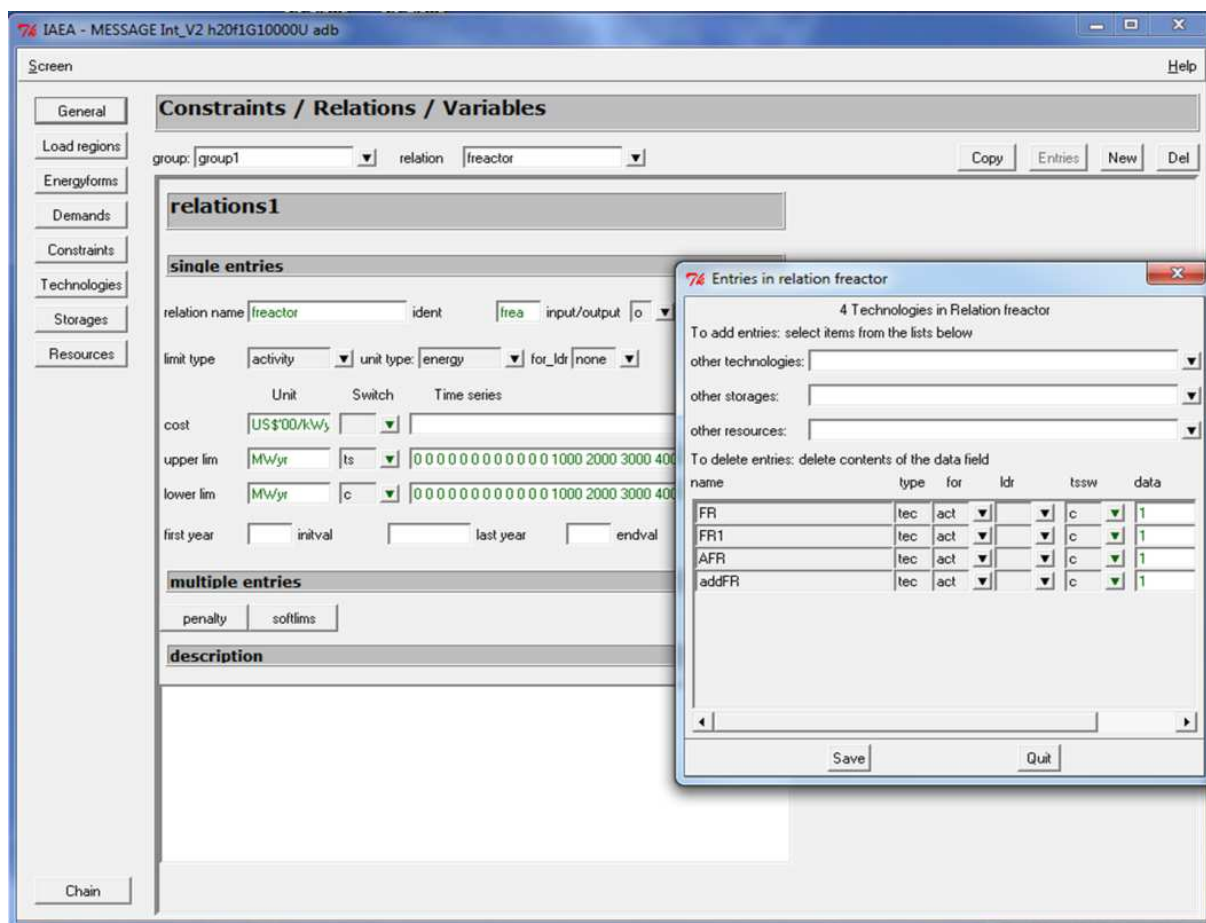 IAEA - MESSAGE Int_V2 h20f1G10000U adb
Screen Help
General
Load regions
Energyforms
Demands
Constraints
Technologies
Storages
Resources
Chain
Constraints / Relations / Variables
group: group1 relation freactor Copy Entries New Del
relations1
single entries
relation name freactor ident frea input/output o
limit type activity unit type: energy for_ldr none
Unit Switch Time series
cost US$'00/kWy
upper lim MWyr ts 0 0 0 0 0 0 0 0 0 0 0 0 1000 2000 3000 400
lower lim MWyr c 0 0 0 0 0 0 0 0 0 0 0 0 1000 2000 3000 400
first year initval last year endval
multiple entries
penalty softlims
description
Entries in relation freactor
4 Technologies in Relation freactor
To add entries: select items from the lists below
other technologies:
other storages:
other resources:
To delete entries: delete contents of the data field
name type for ldr tssw data
FR tec act c 1
FR1 tec act c 1
AFR tec act c 1
addFR tec act c 1
Save Quit